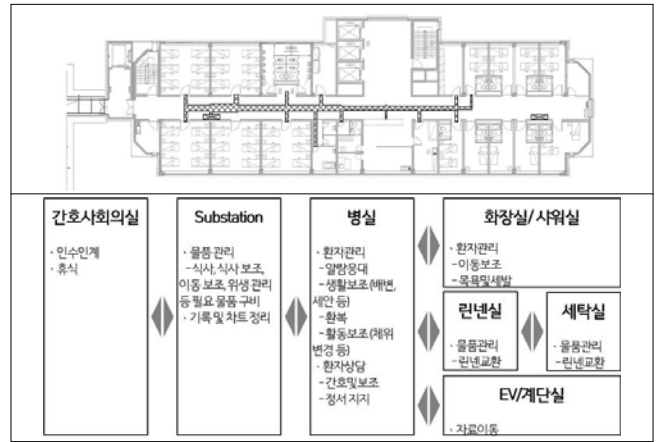 간호사회의실
· 인수인계
· 휴식
Substation
· 물품 관리
-식사, 식사 보조,
이동 보조, 위생 관리
등 필요 물품 구비
· 기록 및 차트 정리
병실
· 환자관리
-알람응대
-생활보조(배변,
세안 등)
-환복
-활동보조(체위
변경 등)
· 환자상담
-간호및보조
-정서 지지
화장실/ 샤워실
· 환자관리
-이동보조
-목욕및세발
린넨실
· 물품관리
-린넨교환
세탁실
· 물품관리
-린넨교환
EV/계단실
· 자료이동